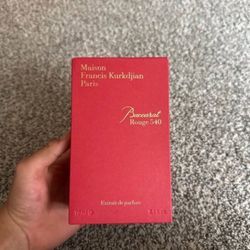 Maison
Francis Kurkdjian
Paris
Baccarat
Rouge 540
Extrait de parfum